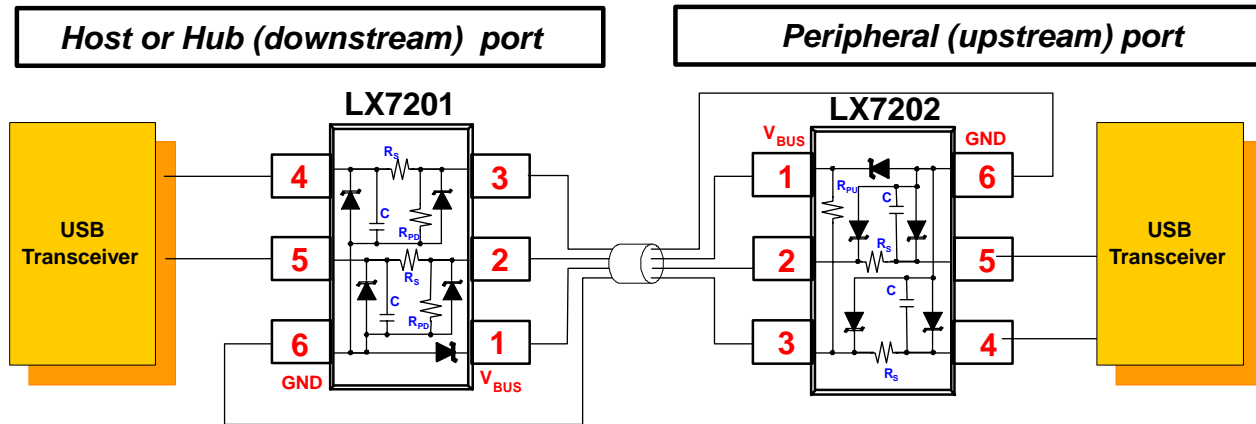 Host or Hub (downstream) port
Peripheral (upstream) port
LX7201
LX7202
USB
Transceiver
4
5
6
GND
RS
C
RPD
RS
C
RPD
3
2
1
VBUS
VBUS
1
2
3
RPU
C
RS
C
RS
GND
6
5
4
USB
Transceiver